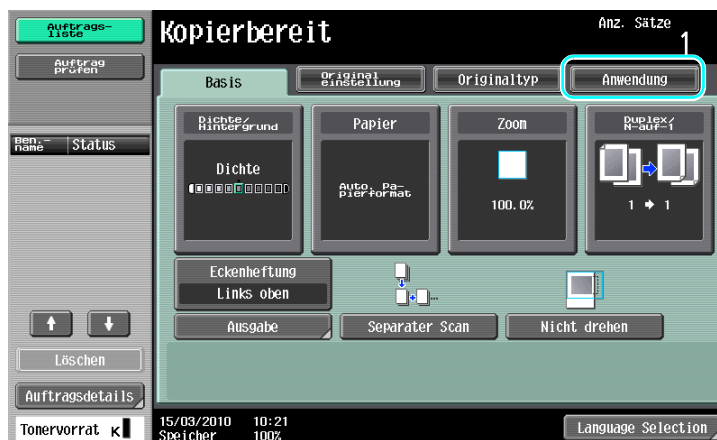 Auftrags-
liste
Kopierbereit
Anz. Sätze
1
Auftrag
prüfen
Basis
Original
einstellung
Originaltyp
Anwendung
Ben.-
name
Status
Dichte/
Hintergrund
Papier
Zoom
Duplex/
N-auf-1
Dichte
Auto. Pa-
pierformat
100.0%
1 → 1
Eckenheftung
Links oben
Ausgabe
Separater Scan
Nicht drehen
Löschen
Auftragsdetails
Tonervorrat K
15/03/2010 10:21
Speicher 100%
Language Selection